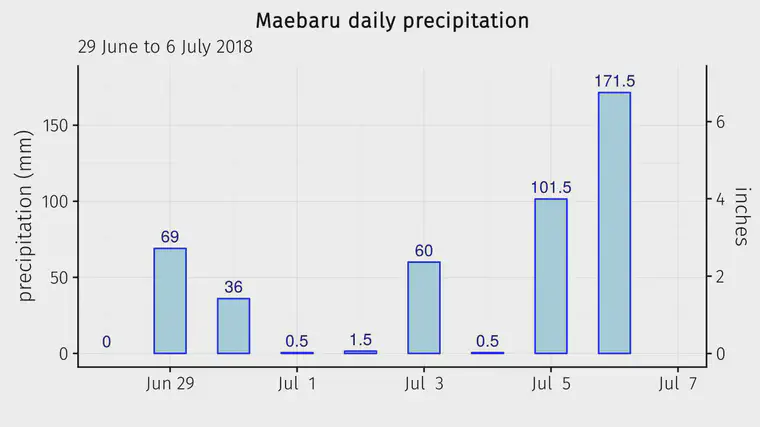 Maebaru daily precipitation
29 June to 6 July 2018
precipitation (mm)
150
100
50
0
0
69
36
0.5
1.5
60
0.5
101.5
171.5
6
4
2
0
inches
Jun 29
Jul 1
Jul 3
Jul 5
Jul 7